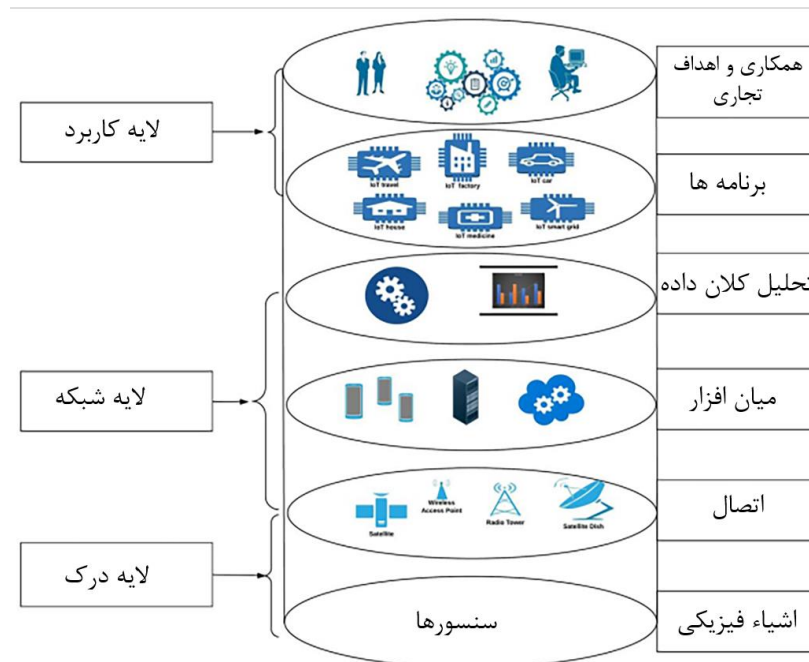 همکاری و اهداف
تجاری
لایه کاربرد
IoT travel
IoT factory
IoT car
برنامه ها
IoT house
IoT medicine
IoT smart grid
تحلیل کلان داده
لایه شبکه
میان افزار
Wireless
Access Point
Satellite
Radio Tower
Satellite Dish
اتصال
لایه درک
سنسورها
اشیاء فیزیکی